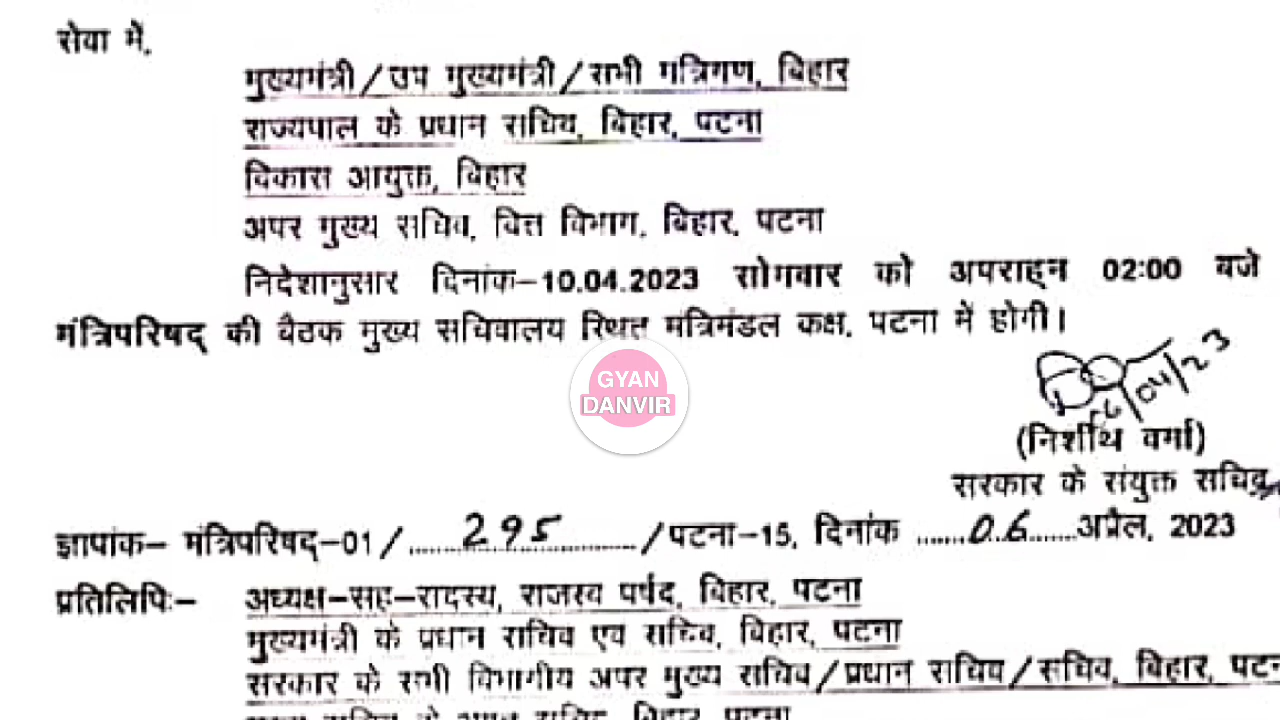 सेवा में,
मुख्यमंत्री/उप मुख्यमंत्री/सभी मंत्रिगण, बिहार
राज्यपाल के प्रधान सचिव, बिहार, पटना
विकास आयुक्त, बिहार
अपर मुख्य सचिव, वित्त विभाग, बिहार, पटना
निदेशानुसार दिनांक–10.04.2023 सोमवार को अपराह्न 02:00 बजे
मंत्रिपरिषद् की बैठक मुख्य सचिवालय स्थित मंत्रिमंडल कक्ष, पटना में होगी।
GYAN
DANVIR
6/04/23
(निशीथ वर्मा)
सरकार के संयुक्त सचिव
ज्ञापांक– मंत्रिपरिषद्–01/ 295 /पटना–15, दिनांक 06 अप्रैल, 2023
प्रतिलिपिः– अध्यक्ष–सह–सदस्य, राजस्व पर्षद, बिहार, पटना
मुख्यमंत्री के प्रधान सचिव एवं सचिव, बिहार, पटना
सरकार के सभी विभागीय अपर मुख्य सचिव/प्रधान सचिव/सचिव, बिहार,